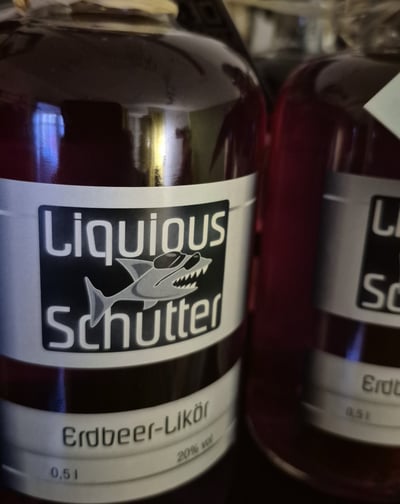 Liquious
Schutter
Erdbeer-Likör
20% vol
0,5 l
Li
Sc
Erdb
0,5 l